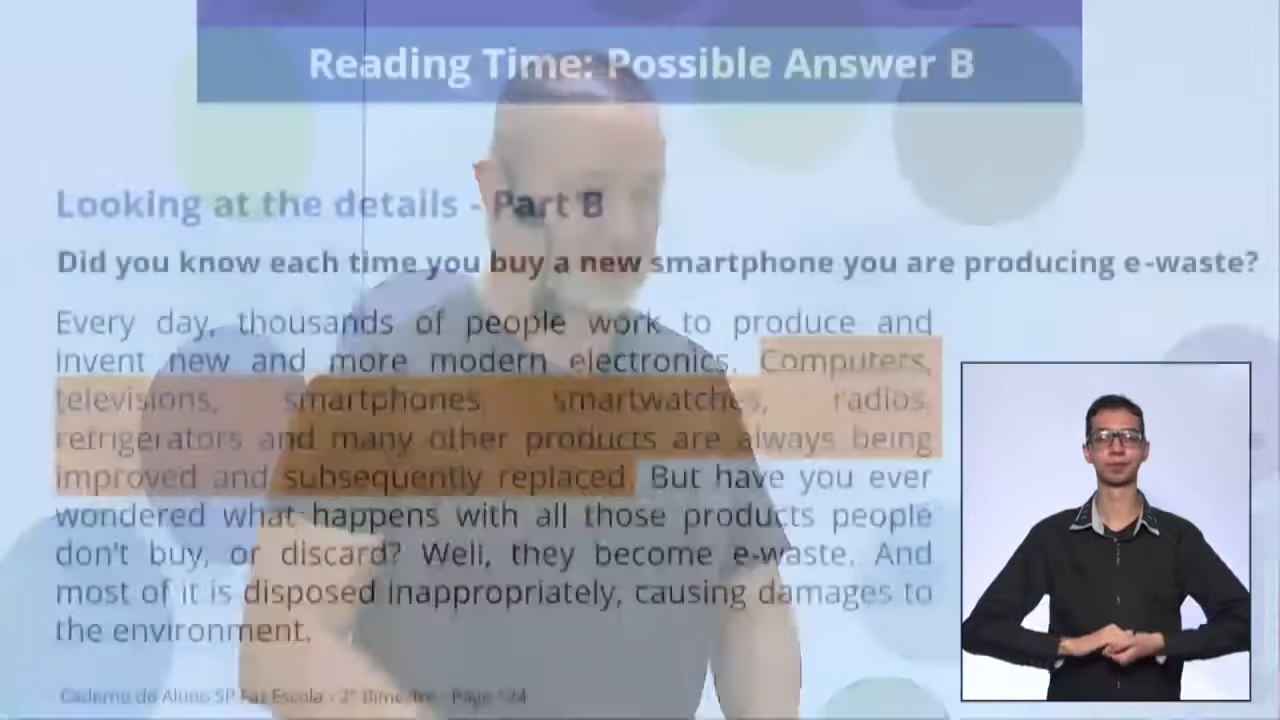 Reading Time: Possible Answer B
Looking at the details - Part B
Did you know each time you buy a new smartphone you are producing e-waste?
Every day, thousands of people work to produce and
invent new and more modern electronics. Computers,
televisions, smartphones, smartwatches, radios,
refrigerators and many other products are always being
improved and subsequently replaced. But have you ever
wondered what happens with all those products people
don't buy, or discard? Well, they become e-waste. And
most of it is disposed inappropriately, causing damages to
the environment.
Caderno do Aluno SP Faz Escola - 2° Bimestre - Page 124